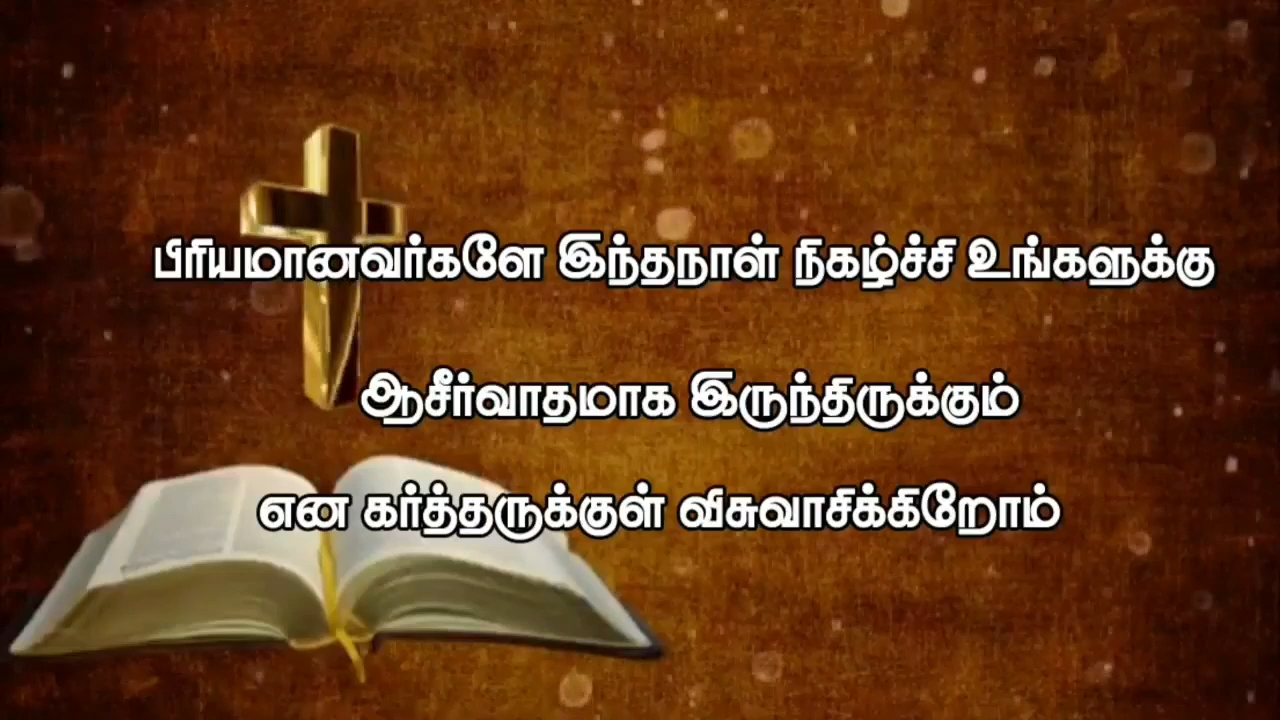 பிரியமானவர்களே இந்தநாள் நிகழ்ச்சி உங்களுக்கு
ஆசீர்வாதமாக இருந்திருக்கும்
என கர்த்தருக்குள் விசுவாசிக்கிறோம்